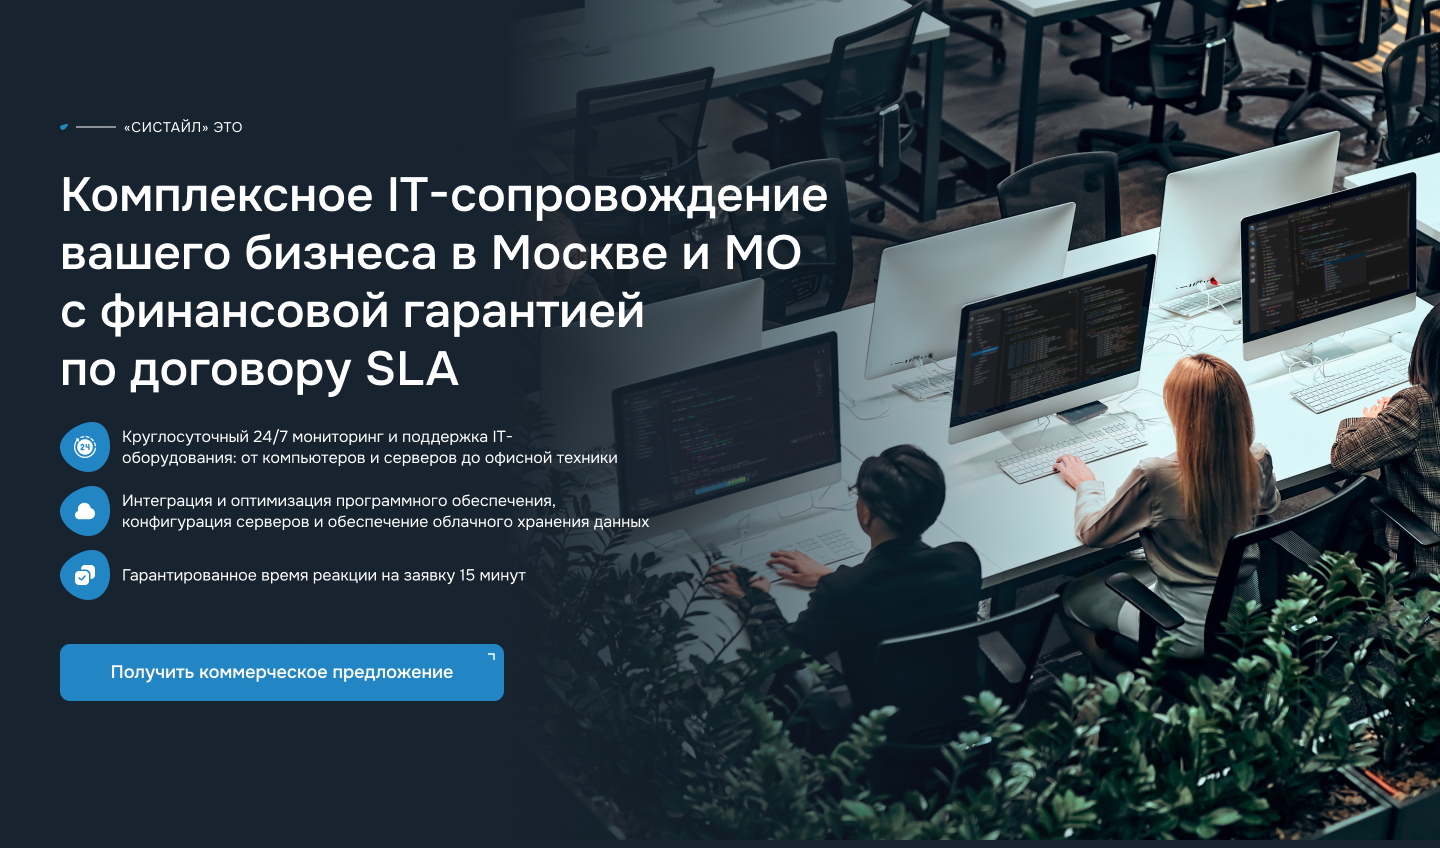 «СИСТАЙЛ» ЭТО
Комплексное IT-сопровождение
вашего бизнеса в Москве и МО
с финансовой гарантией
по договору SLA
24
Круглосуточный 24/7 мониторинг и поддержка IT-
оборудования: от компьютеров и серверов до офисной техники
Интеграция и оптимизация программного обеспечения,
конфигурация серверов и обеспечение облачного хранения данных
Гарантированное время реакции на заявку 15 минут
Получить коммерческое предложение